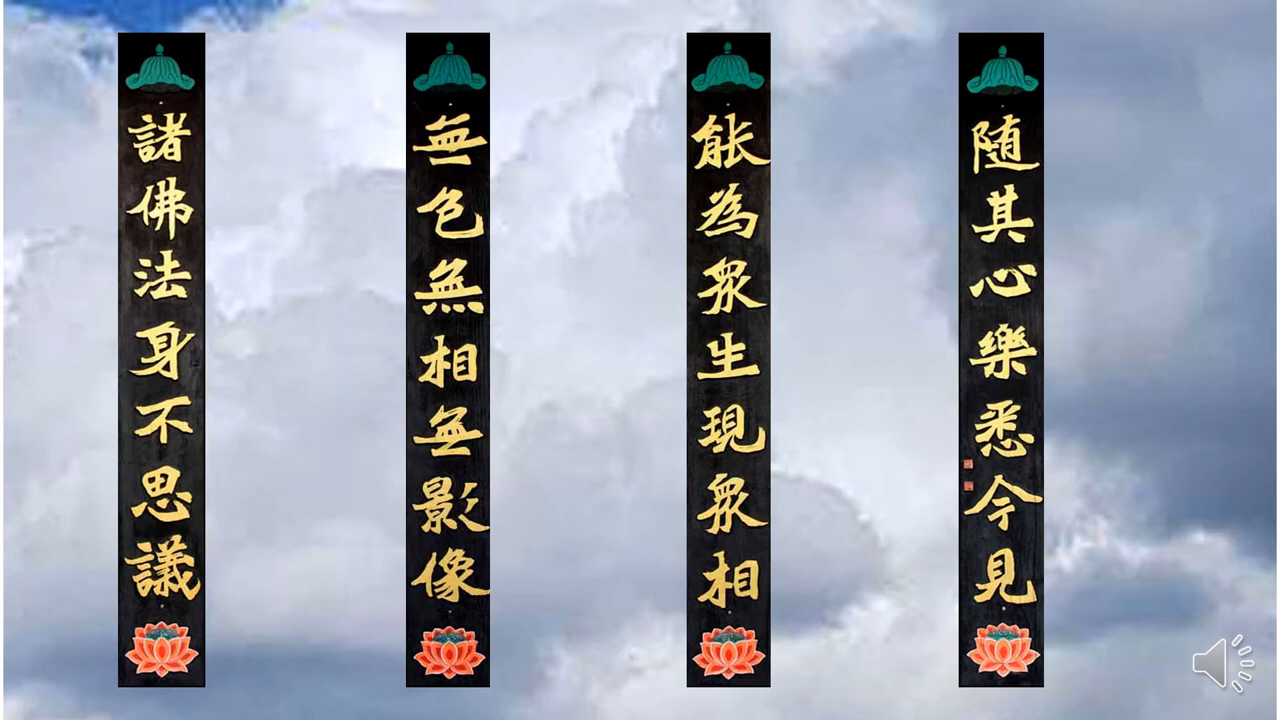 諸佛法身不思議
無色無相無影像
能為眾生現眾相
随其心樂悉令見